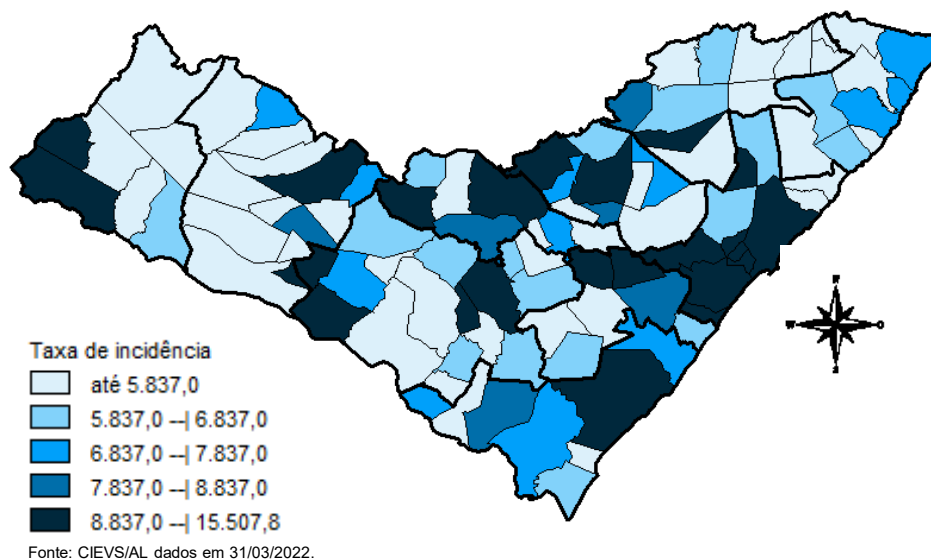 Taxa de incidência
até 5.837,0
5.837,0 --| 6.837,0
6.837,0 --| 7.837,0
7.837,0 --| 8.837,0
8.837,0 --| 15.507,8
Fonte: CIEVS/AL dados em 31/03/2022.